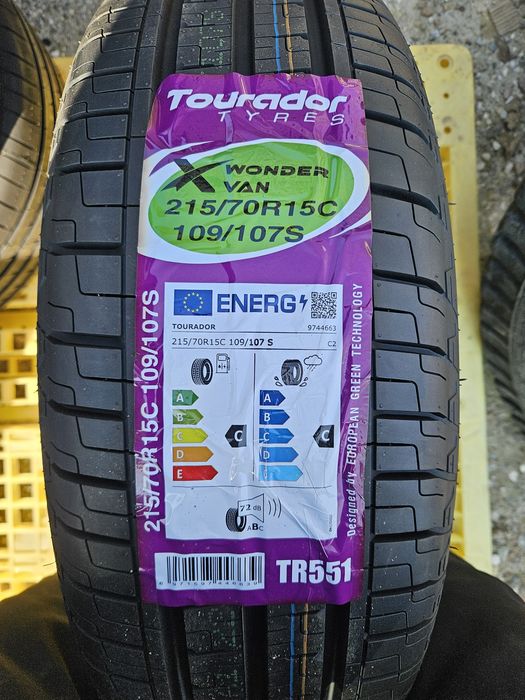 Tourador
TYRES
X WONDER
VAN
215/70R15C
109/107S
ENERG
TOURADOR 9744663
215/70R15C 109/107 S C2
A A
B B
C C C C
D D
E E
72 dB
ABC
TR551
215/70R15C 109/107S
Designed by EUROPEAN GREEN TECHNOLOGY